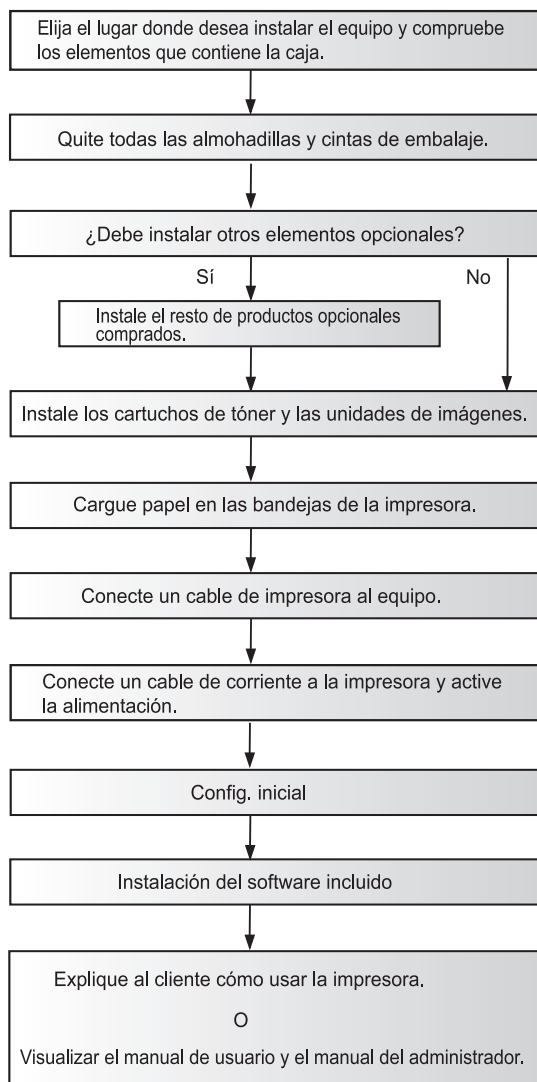 Elija el lugar donde desea instalar el equipo y compruebe
los elementos que contiene la caja.
Quite todas las almohadillas y cintas de embalaje.
¿Debe instalar otros elementos opcionales?
Sí
No
Instale el resto de productos opcionales
comprados.
Instale los cartuchos de tóner y las unidades de imágenes.
Cargue papel en las bandejas de la impresora.
Conecte un cable de impresora al equipo.
Conecte un cable de corriente a la impresora y active
la alimentación.
Config. inicial
Instalación del software incluido
Explique al cliente cómo usar la impresora.
O
Visualizar el manual de usuario y el manual del administrador.